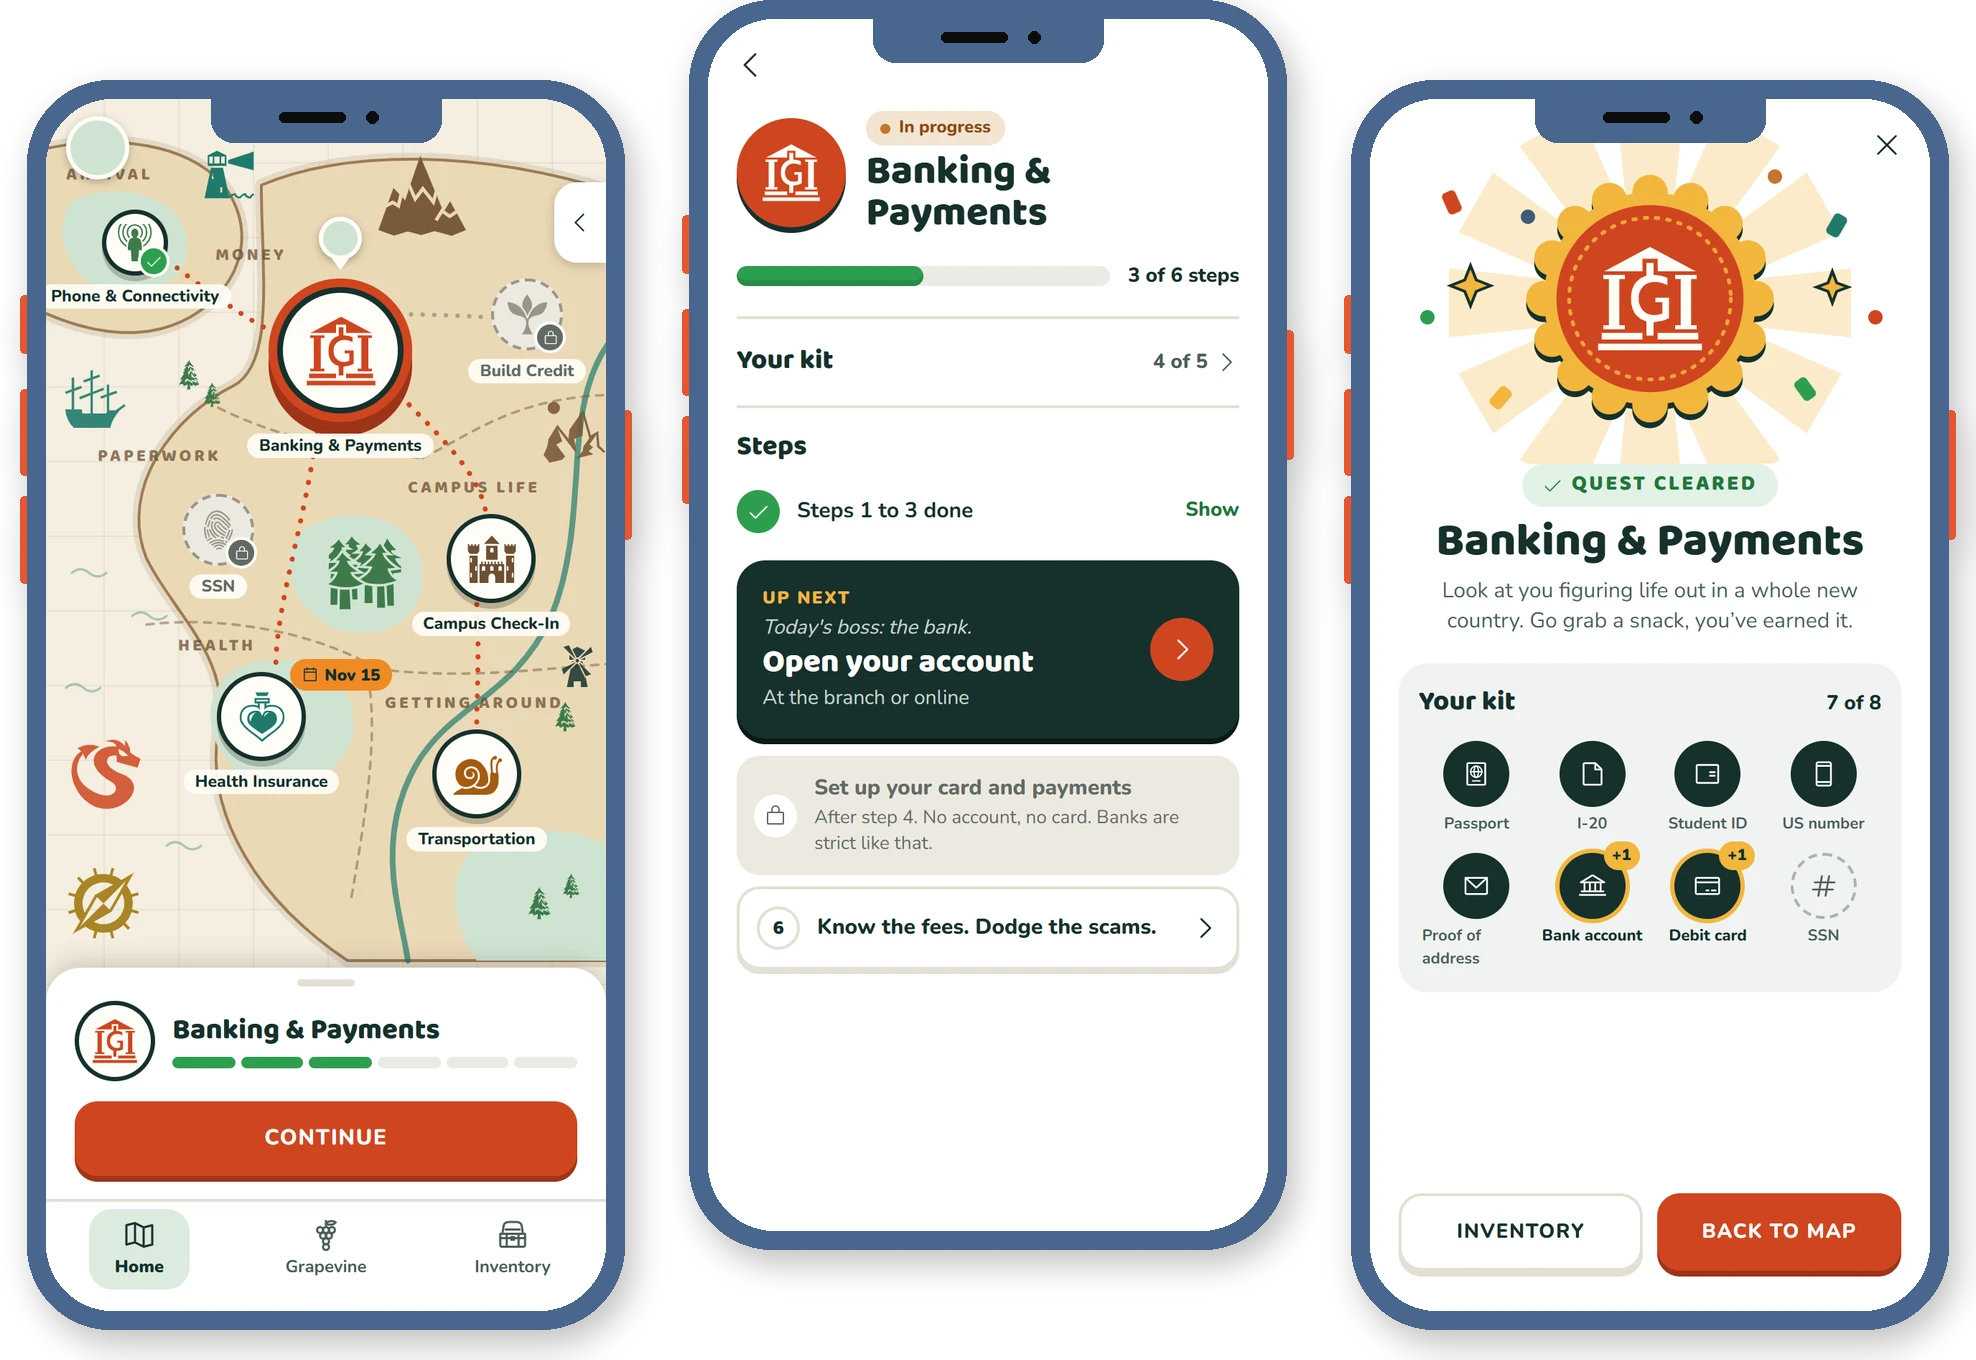 MONEY
Phone & Connectivity
Build Credit
Banking & Payments
PAPERWORK
CAMPUS LIFE
SSN
Campus Check-In
HEALTH
Nov 15
GETTING AROUND
Health Insurance
Transportation
Banking & Payments
CONTINUE
Home
Grapevine
Inventory
In progress
Banking &
Payments
3 of 6 steps
Your kit
4 of 5
Steps
Steps 1 to 3 done
Show
UP NEXT
Today's boss: the bank.
Open your account
At the branch or online
Set up your card and payments
After step 4. No account, no card. Banks are
strict like that.
6
Know the fees. Dodge the scams.
QUEST CLEARED
Banking & Payments
Look at you figuring life out in a whole new
country. Go grab a snack, you’ve earned it.
Your kit
7 of 8
Passport
I-20
Student ID
US number
+1
+1
Proof of
address
Bank account
Debit card
#
SSN
INVENTORY
BACK TO MAP